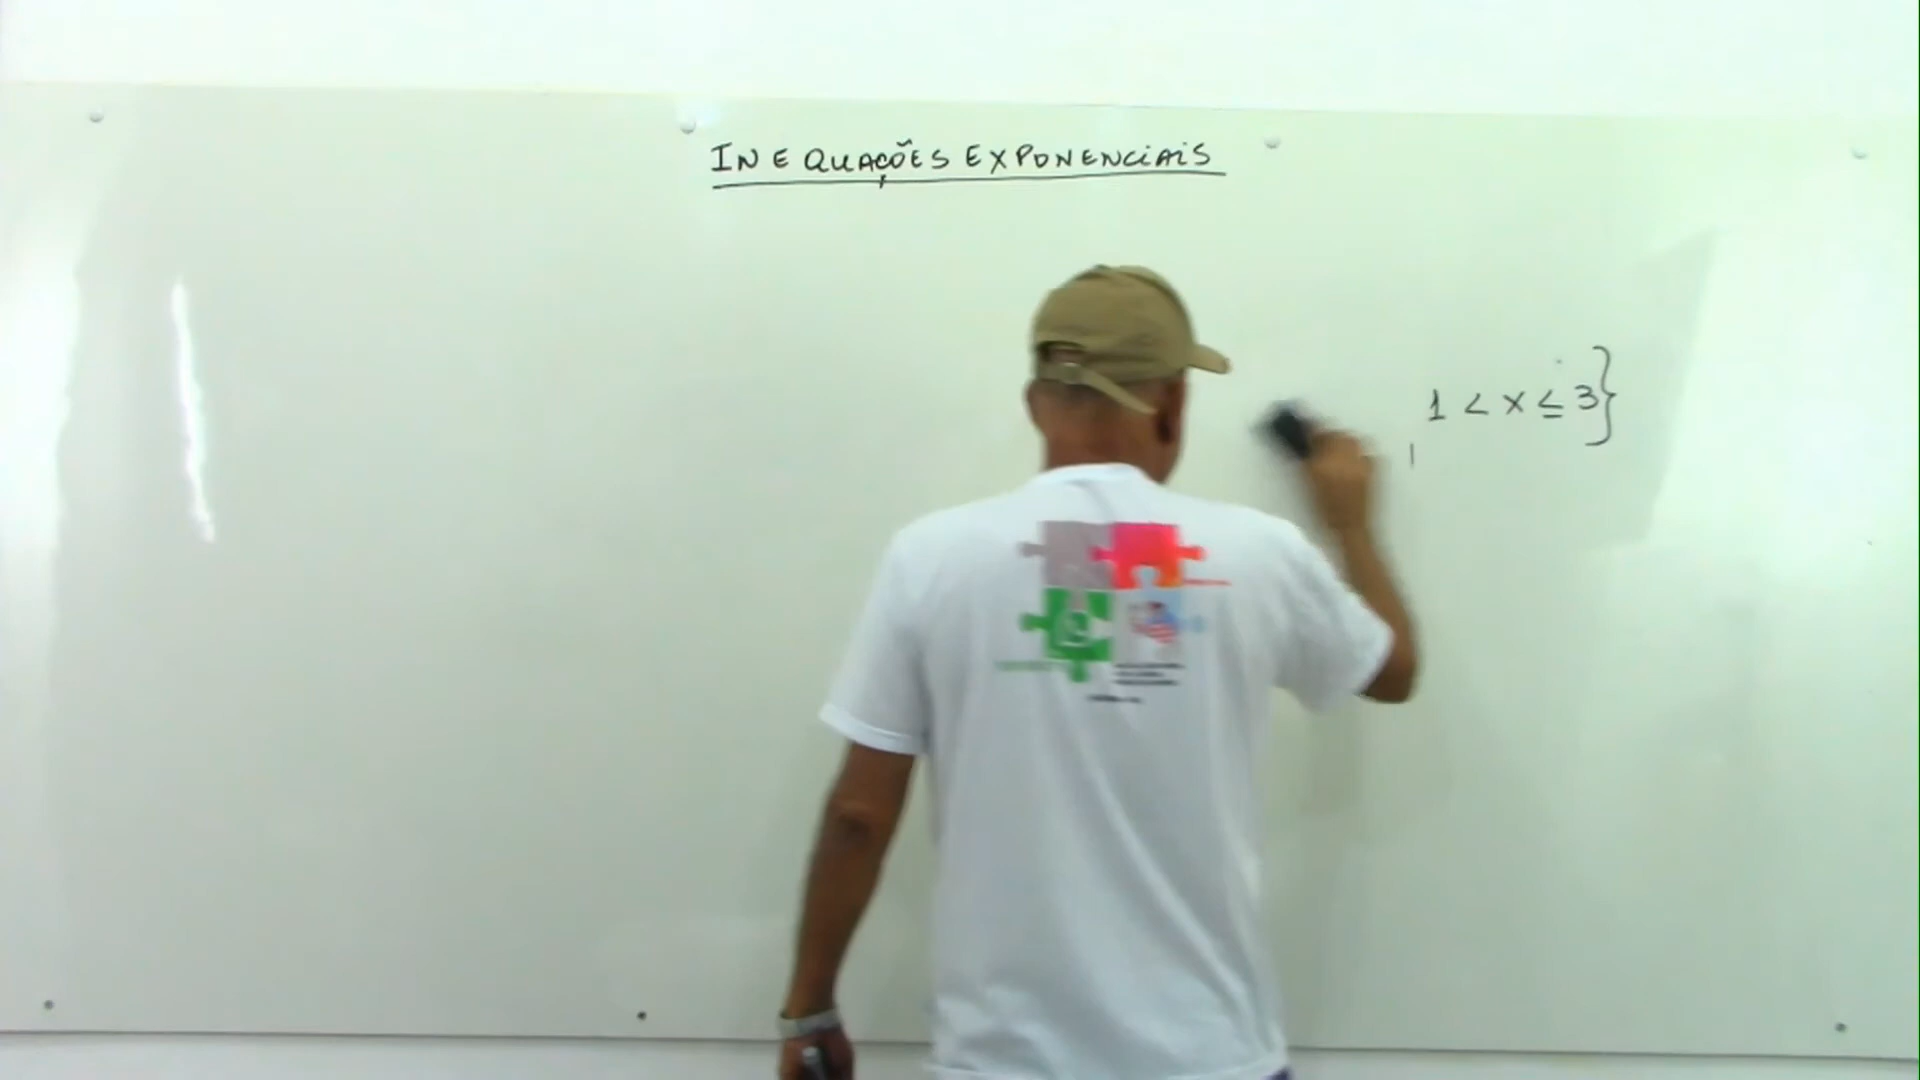 INEQUAÇÕES EXPONENCIAIS
1 < x ≤ 3}